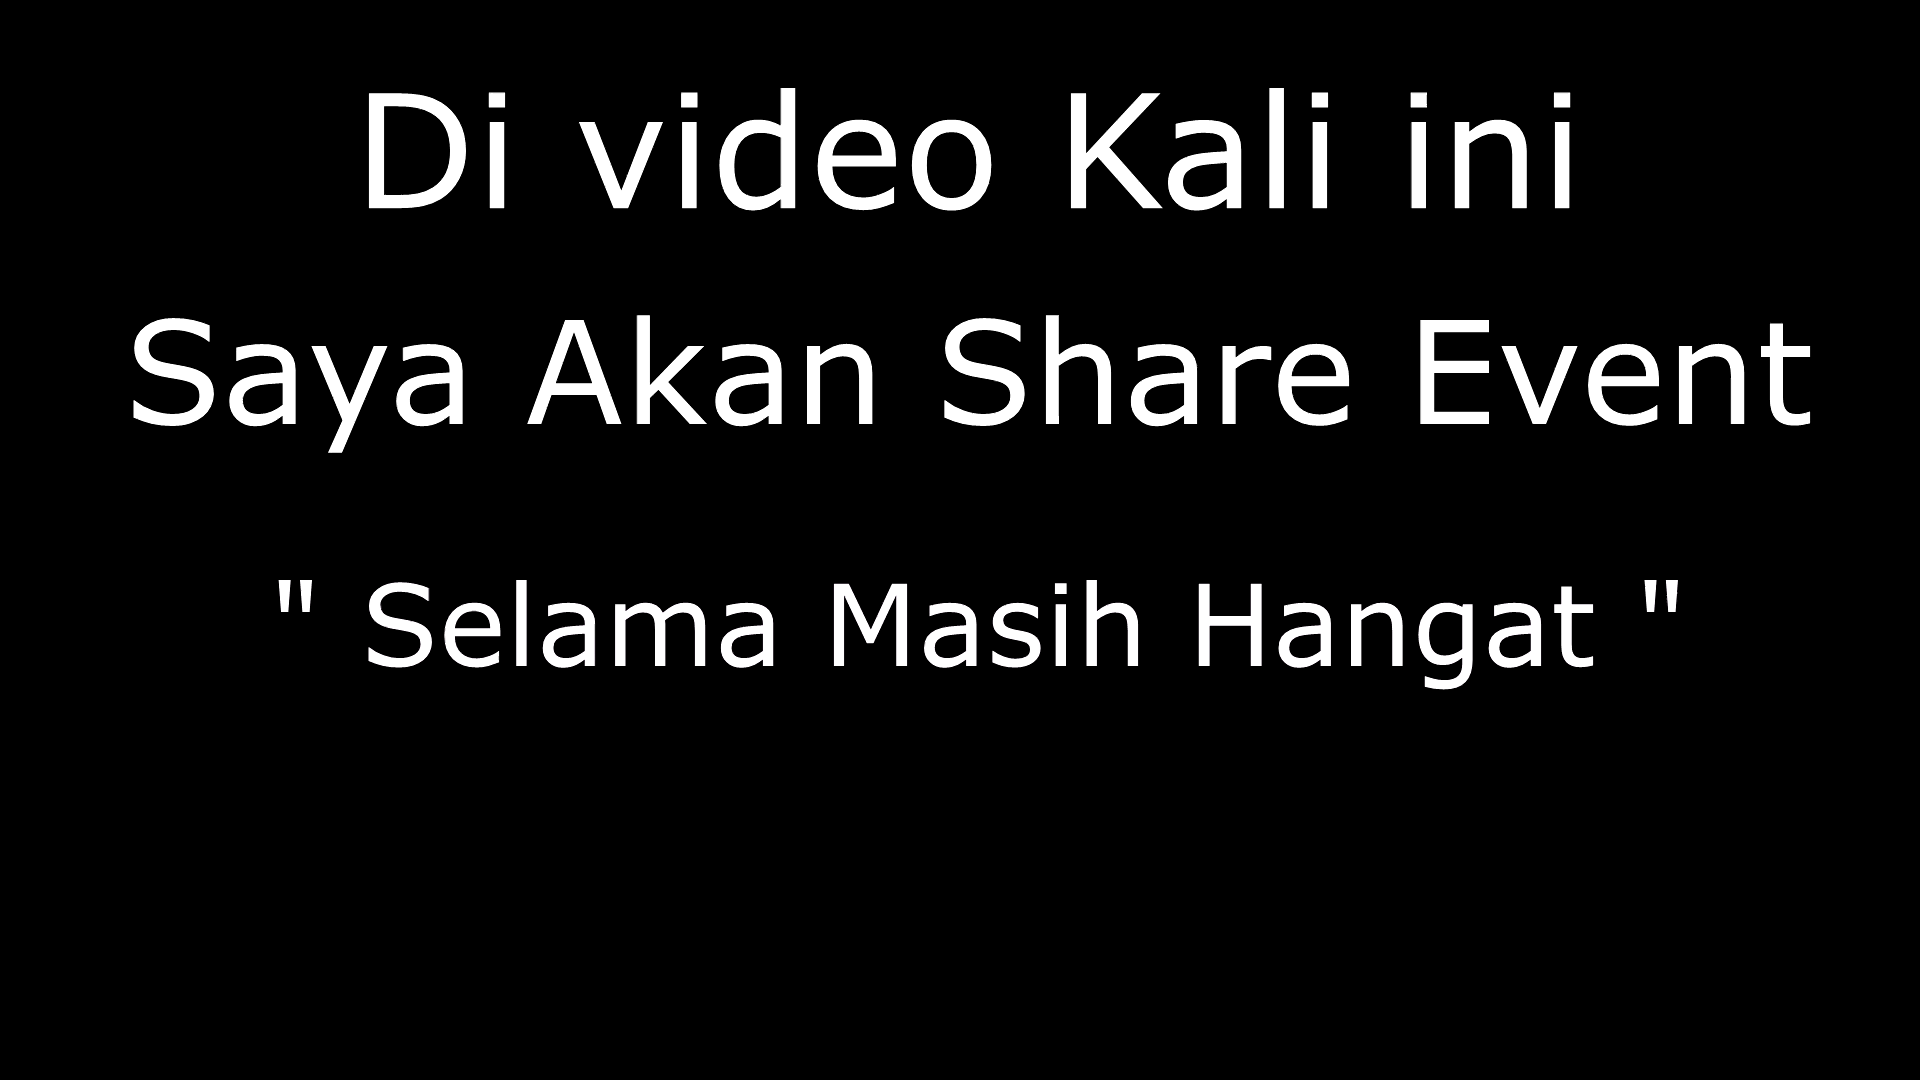 Di video Kali ini
Saya Akan Share Event
" Selama Masih Hangat "